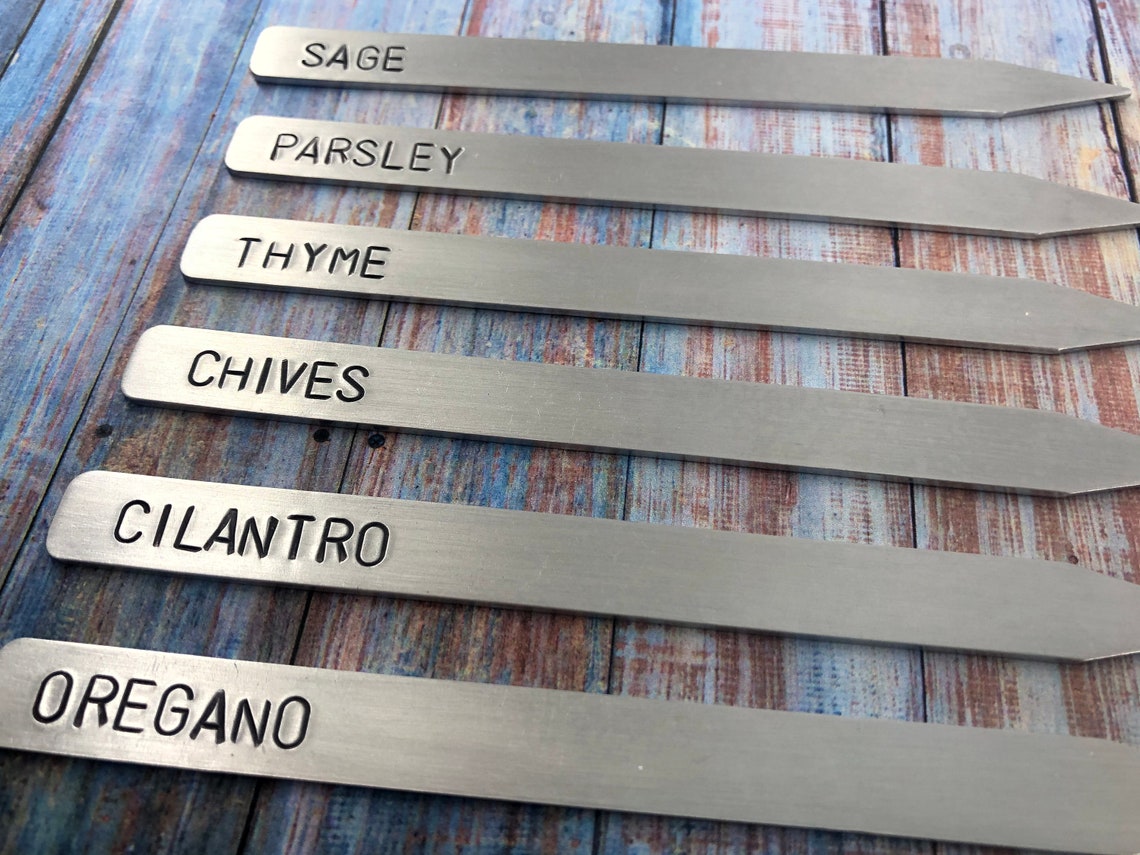 SAGE
PARSLEY
THYME
CHIVES
CILANTRO
OREGANO